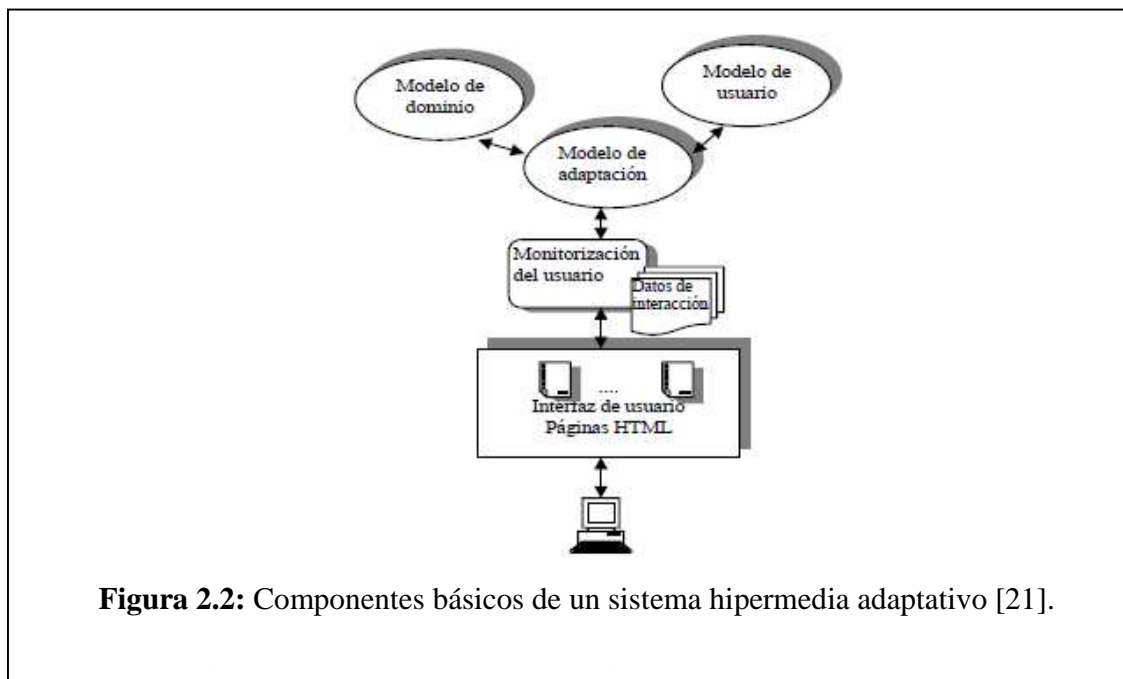 Modelo de
dominio
Modelo de
usuario
Modelo de
adaptación
Monitorización
del usuario
Datos de
interacción
....
Interfaz de usuario
Páginas HTML
Figura 2.2: Componentes básicos de un sistema hipermedia adaptativo [21].